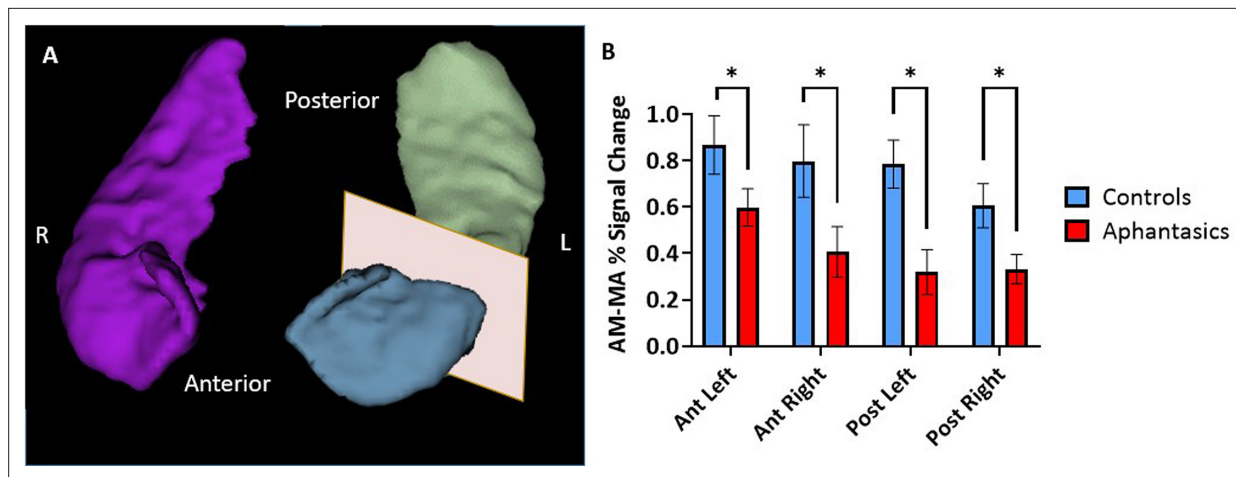 A
Posterior
R
L
Anterior
B
* * * *
AM-MA % Signal Change
1.0
0.8
0.6
0.4
0.2
0.0
Ant Left
Ant Right
Post Left
Post Right
Controls
Aphantasics